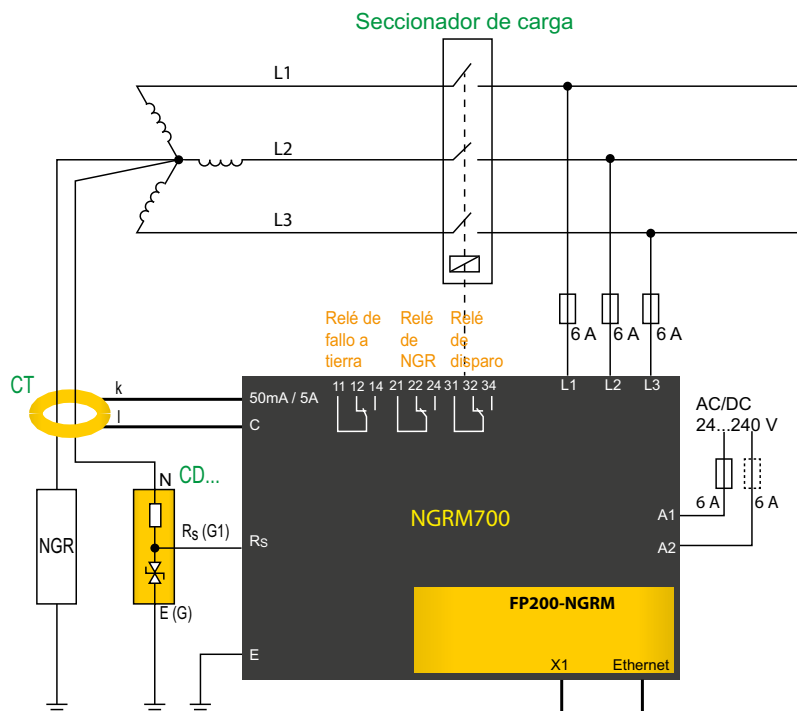 Seccionador de carga
L1
L2
L3
Relé de
fallo a
tierra
Relé
de
NGR
Relé
de
disparo
6 A
6 A
6 A
CT
k
l
50mA / 5A
C
11
12
14
21
22
24
31
32
34
L1
L2
L3
AC/DC
24...240 V
6 A
6 A
N
CD...
NGR
RS (G1)
RS
E (G)
NGRM700
A1
A2
FP200-NGRM
E
X1
Ethernet